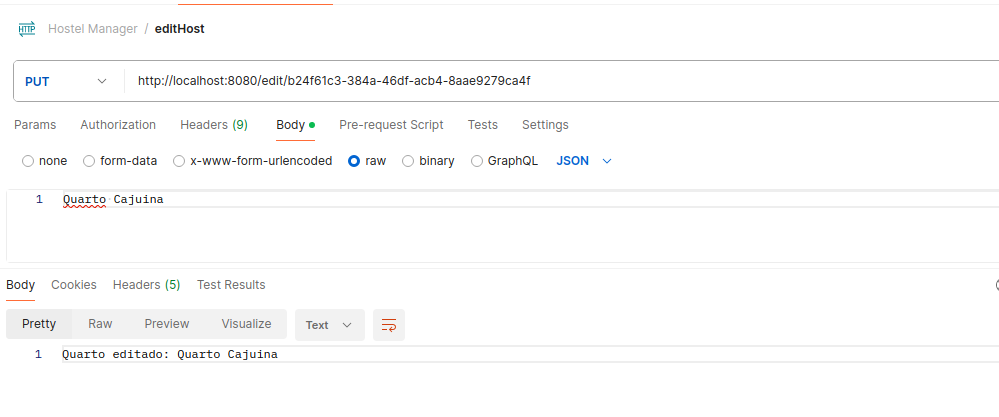 HTTP Hostel Manager / editHost
PUT http://localhost:8080/edit/b24f61c3-384a-46df-acb4-8aae9279ca4f
Params Authorization Headers (9) Body Pre-request Script Tests Settings
none form-data x-www-form-urlencoded raw binary GraphQL JSON
1 Quarto Cajuina
Body Cookies Headers (5) Test Results
Pretty Raw Preview Visualize Text
1 Quarto editado: Quarto Cajuina